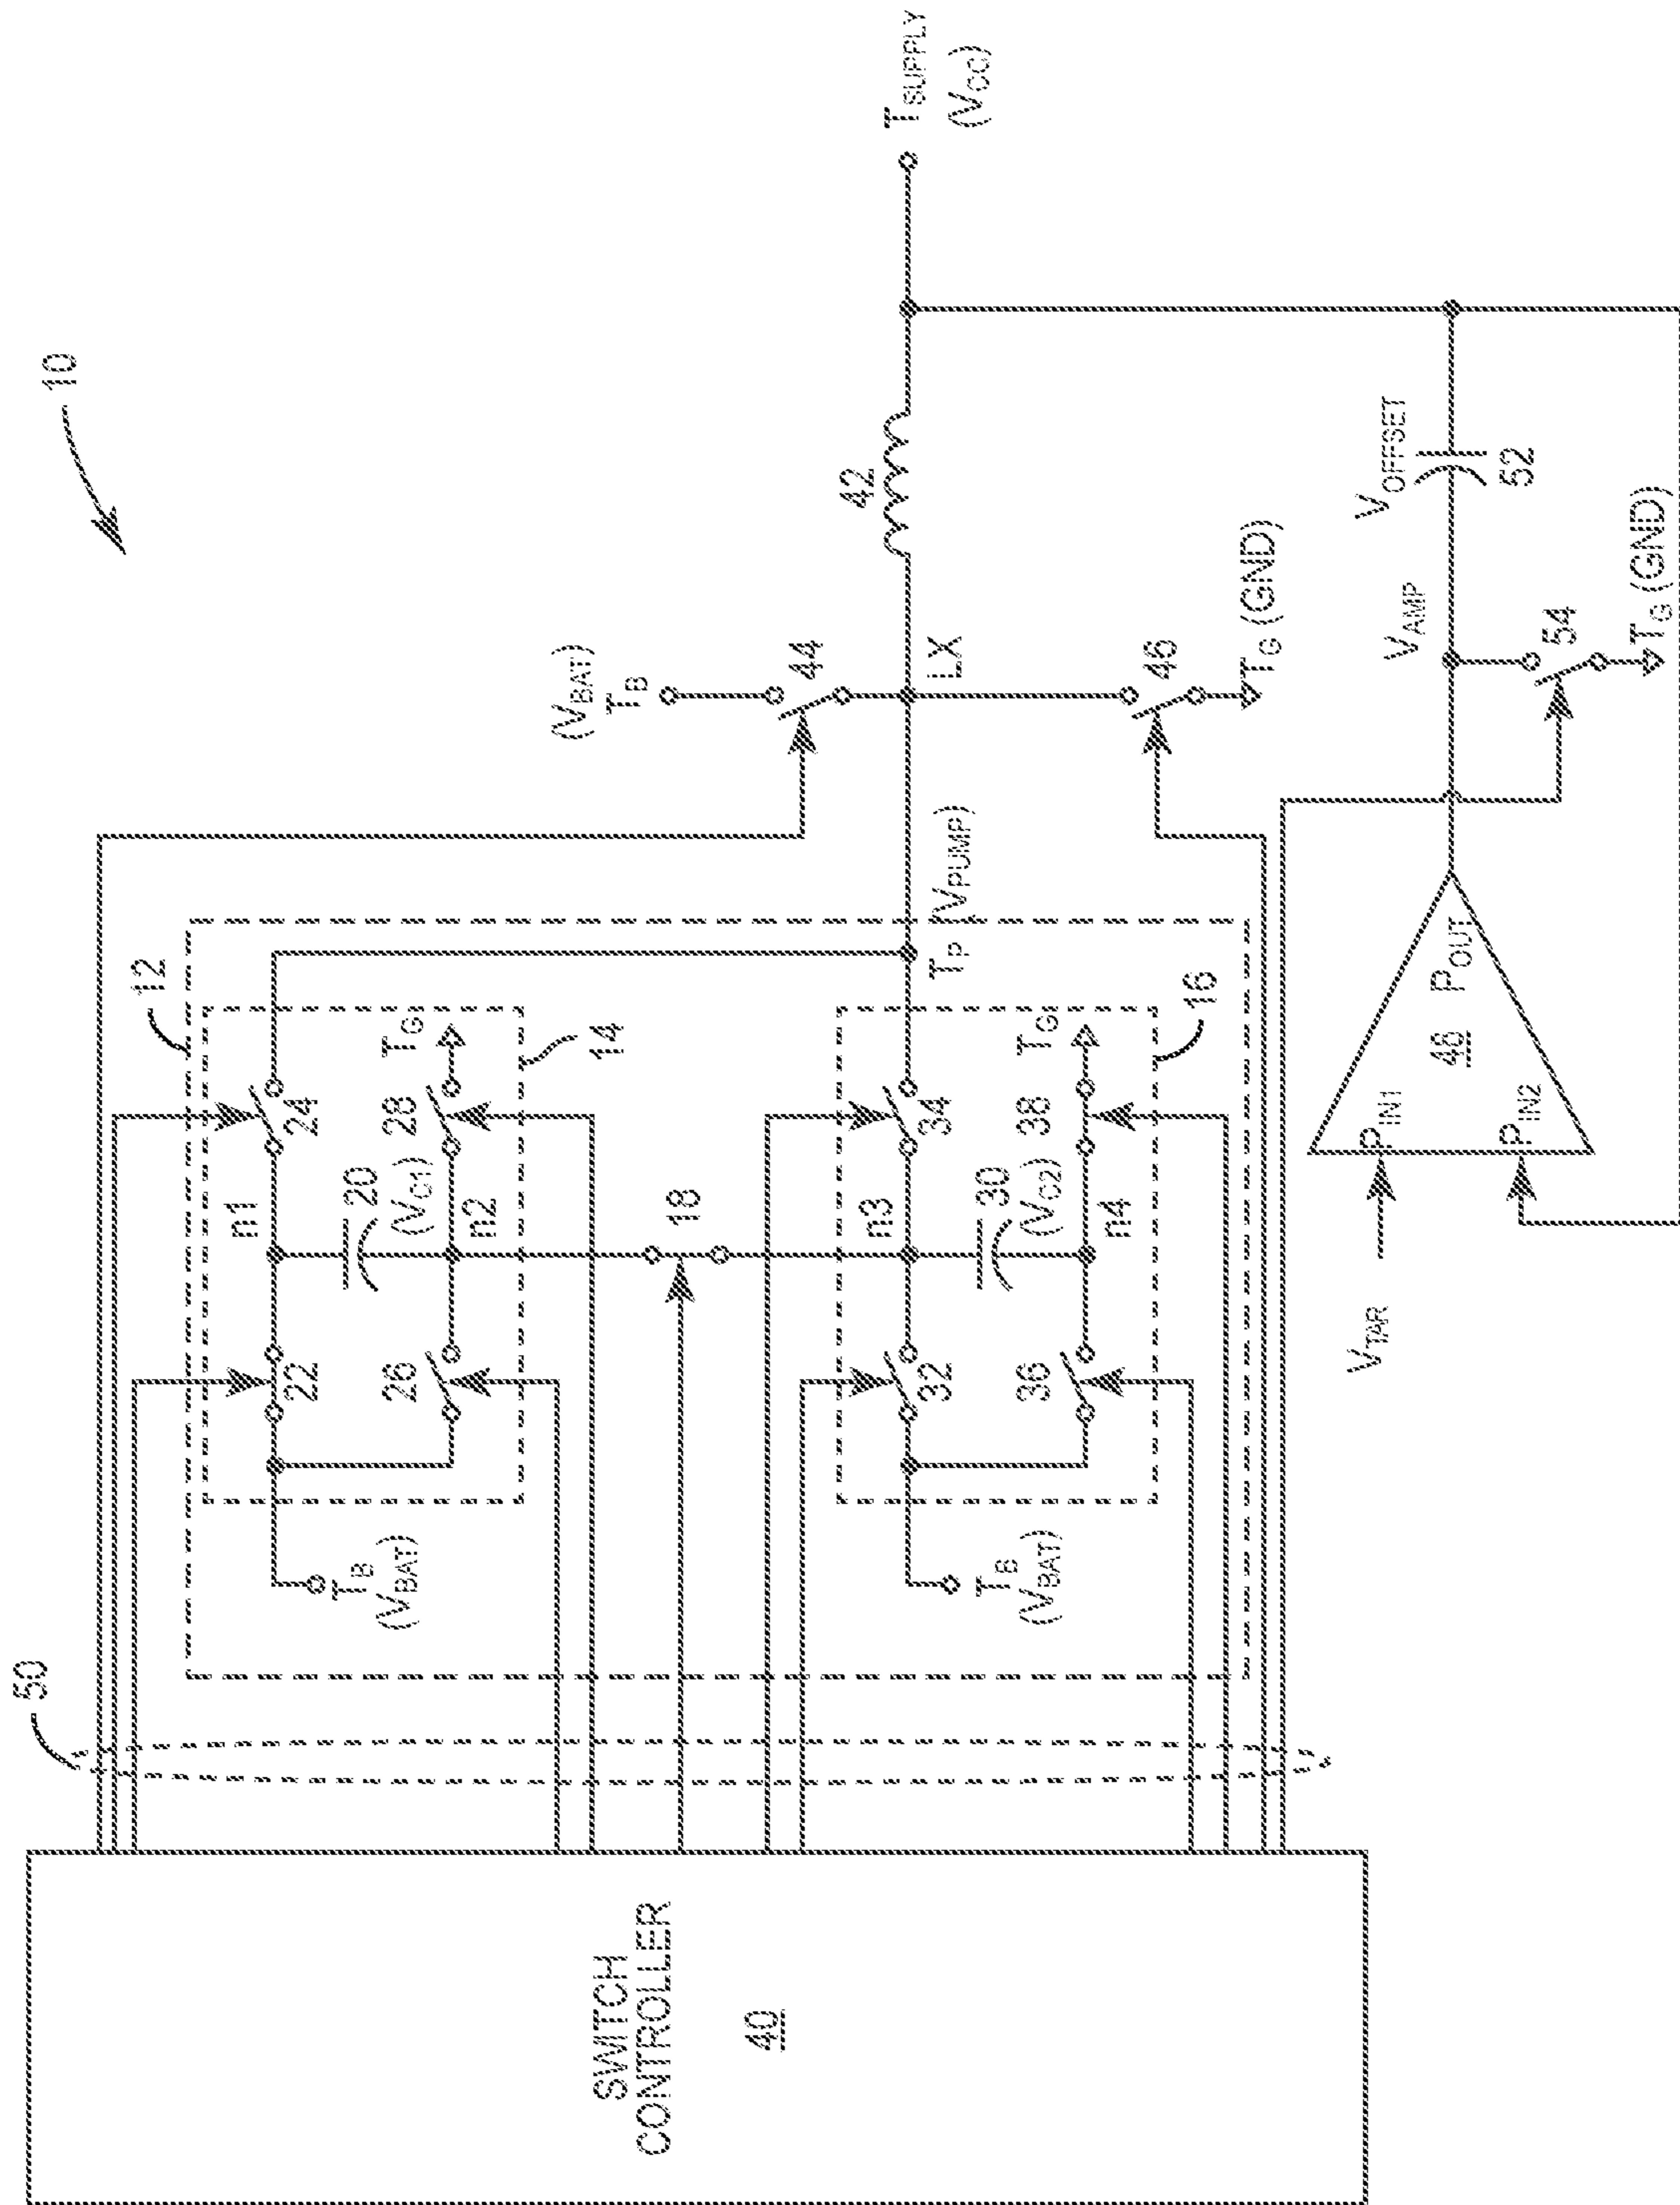 10
50
12
SWITCH
CONTROLLER
40
T_B
(V_BAT)
22
n1
24
20
(V_C1)
26
n2
28
T_G
14
18
T_B
(V_BAT)
32
n3
34
30
(V_C2)
36
n4
38
T_G
16
T_P (V_PUMP)
(V_BAT)
T_B
44
LX
46
T_G (GND)
42
T_SUPPLY
(V_CC)
V_TAR
P_IN1
P_IN2
48
P_OUT
V_AMP
V_OFFSET
52
54
T_G (GND)